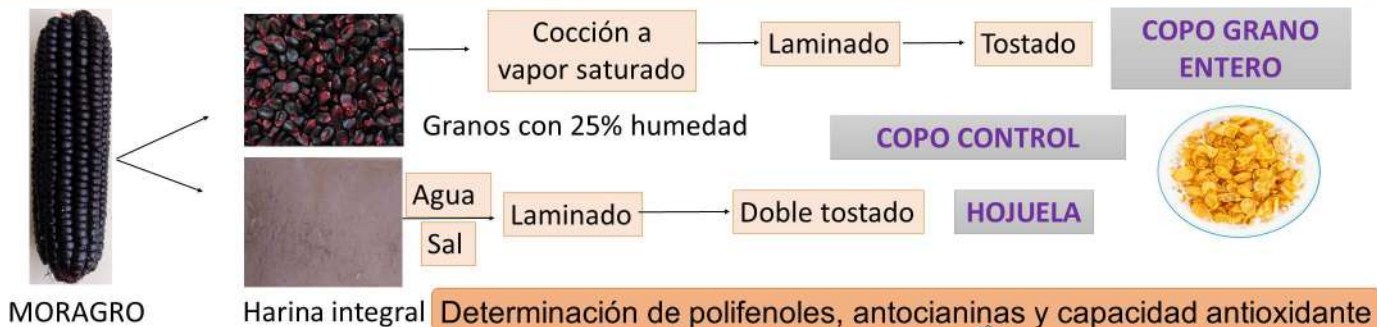 Cocción a
vapor saturado
Laminado
Tostado
COPO GRANO
ENTERO
Granos con 25% humedad
COPO CONTROL
Agua
Sal
Laminado
Doble tostado
HOJUELA
MORAGRO
Harina integral
Determinación de polifenoles, antocianinas y capacidad antioxidante